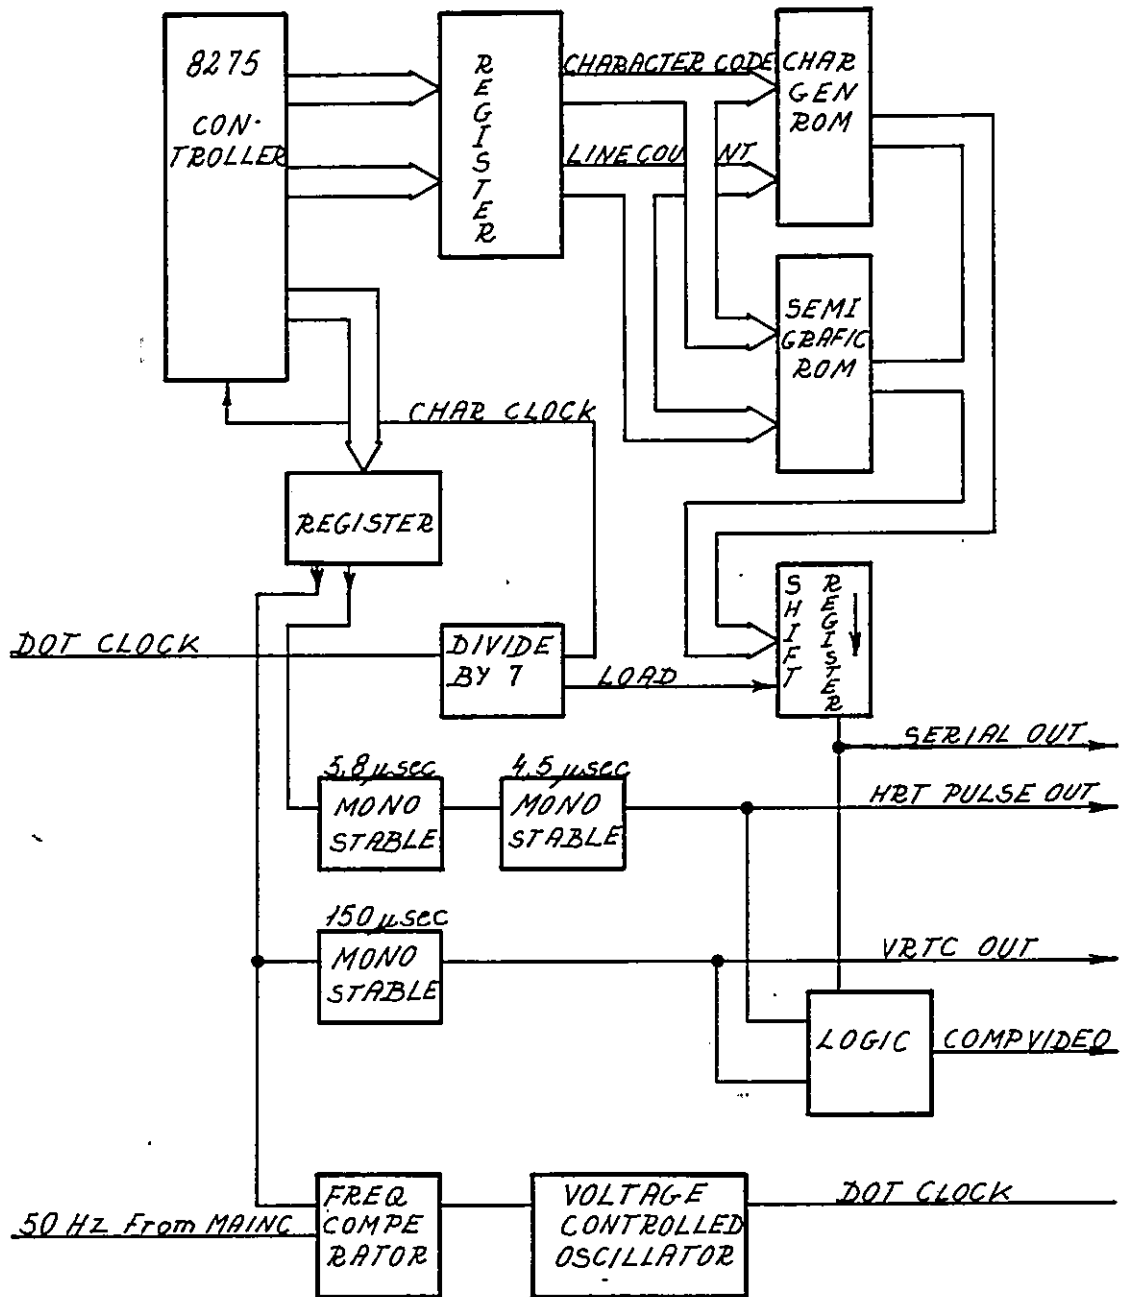 8275
CON-
TROLLER
REGISTER
CHARACTER CODE
LINE COUNT
CHAR
GEN
ROM
SEMI
GRAFIC
ROM
CHAR CLOCK
REGISTER
SHIFT
REGISTER
DOT CLOCK
DIVIDE
BY 7
LOAD
SERIAL OUT
5,8 µsec
MONO
STABLE
4,5 µsec
MONO
STABLE
HRT PULSE OUT
150 µsec
MONO
STABLE
VRTC OUT
LOGIC
COMPVIDEO
50 Hz From MAINC
FREQ
COMPE
RATOR
VOLTAGE
CONTROLLED
OSCILLATOR
DOT CLOCK